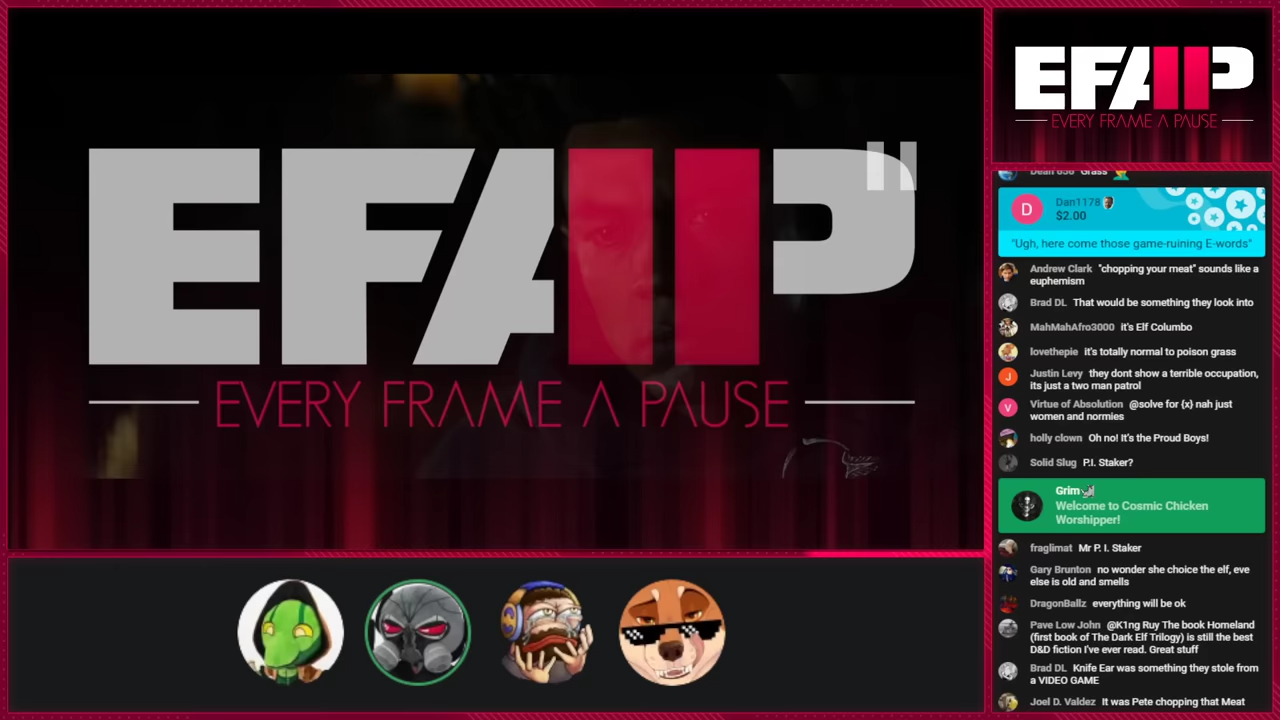 EFAP
EVERY FRAME A PAUSE
EFAP
EVERY FRAME A PAUSE
Dean 656 Grass
D
Dan1178
$2.00
"Ugh, here come those game-ruining E-words"
Andrew Clark "chopping your meat" sounds like a
euphemism
Brad DL That would be something they look into
MahMahAfro3000 it's Elf Columbo
lovethepie it's totally normal to poison grass
J
Justin Levy they dont show a terrible occupation,
its just a two man patrol
V
Virtue of Absolution @solve for {x} nah just
women and normies
holly clown Oh no! It's the Proud Boys!
Solid Slug P.I. Staker?
Grim
Welcome to Cosmic Chicken
Worshipper!
fraglimat Mr P. I. Staker
Gary Brunton no wonder she choice the elf, eve
else is old and smells
DragonBallz everything will be ok
Pave Low John @K1ng Ruy The book Homeland
(first book of The Dark Elf Trilogy) is still the best
D&D fiction I've ever read. Great stuff
Brad DL Knife Ear was something they stole from
a VIDEO GAME
Joel D. Valdez It was Pete chopping that Meat